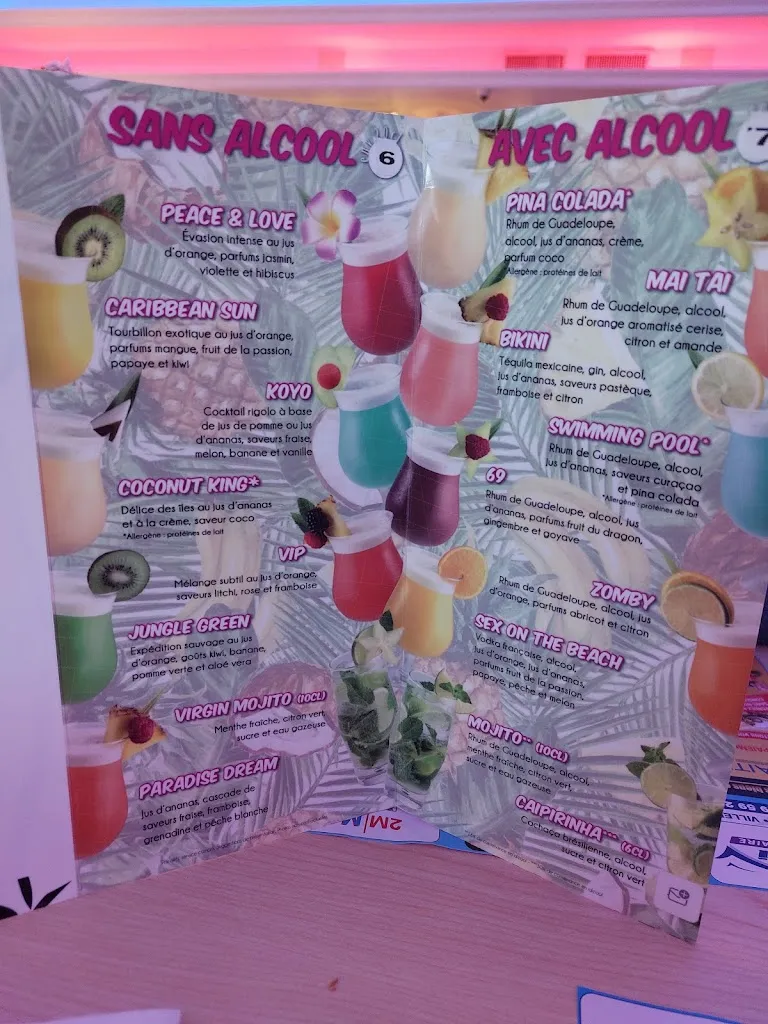 SANS ALCOOL 6
PEACE & LOVE
Évasion intense au jus
d'orange, parfums jasmin,
violette et hibiscus
CARIBBEAN SUN
Tourbillon exotique au jus d'orange,
parfums mangue, fruit de la passion,
papaye et kiwi
KOYO
Cocktail rigolo à base
de jus de pomme ou jus
d'ananas, saveurs fraise,
melon, banane et vanille
COCONUT KING*
Délice des îles au jus d'ananas
et à la crème, saveur coco
*Allergène : protéines de lait
VIP
Mélange subtil au jus d'orange,
saveurs litchi, rose et framboise
JUNGLE GREEN
Expédition sauvage au jus
d'orange, goûts kiwi, banane,
pomme verte et aloé vera
VIRGIN MOJITO (10CL)
Menthe fraîche, citron vert,
sucre et eau gazeuse
PARADISE DREAM
Jus d'ananas, cascade de
saveurs fraise, framboise,
grenadine et pêche blanche
AVEC ALCOOL 7
PINA COLADA*
Rhum de Guadeloupe,
alcool, jus d'ananas, crème,
parfum coco
*Allergène : protéines de lait
MAI TAI
Rhum de Guadeloupe, alcool,
jus d'orange aromatisé cerise,
citron et amande
BIKINI
Téquila mexicaine, gin, alcool,
jus d'ananas, saveurs pastèque,
framboise et citron
SWIMMING POOL*
Rhum de Guadeloupe, alcool,
jus d'ananas, saveurs curaçao
et pina colada
*Allergène : protéines de lait
69
Rhum de Guadeloupe, alcool, jus
d'ananas, parfums fruit du dragon,
gingembre et goyave
ZOMBY
Rhum de Guadeloupe, alcool, jus
d'orange, parfums abricot et citron
SEX ON THE BEACH
Vodka française, alcool,
jus d'orange, jus d'ananas,
parfums fruit de la passion,
papaye, pêche et melon
MOJITO** (10CL)
Rhum de Guadeloupe, alcool,
menthe fraîche, citron vert,
sucre et eau gazeuse
CAIPIRINHA*** (6CL)
Cachaça brésilienne, alcool,
sucre et citron vert
2M|M